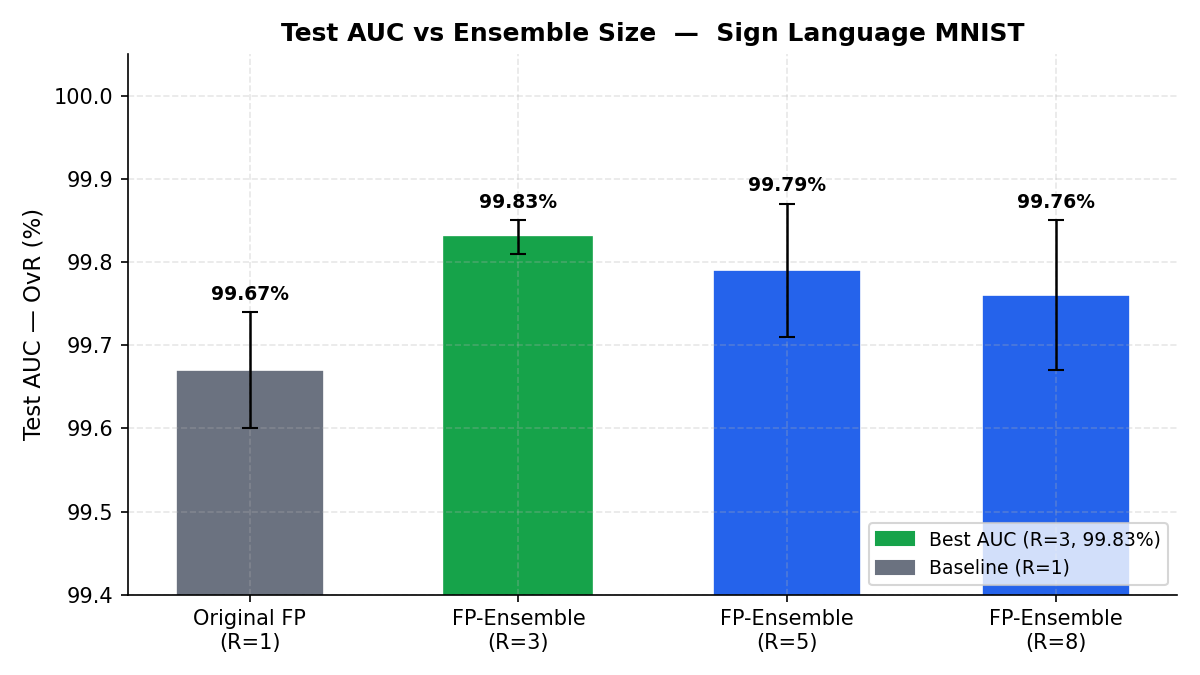 Test AUC vs Ensemble Size — Sign Language MNIST
Test AUC — OvR (%)
100.0
99.9
99.8
99.7
99.6
99.5
99.4
99.67%
99.83%
99.79%
99.76%
Best AUC (R=3, 99.83%)
Baseline (R=1)
Original FP
(R=1)
FP-Ensemble
(R=3)
FP-Ensemble
(R=5)
FP-Ensemble
(R=8)